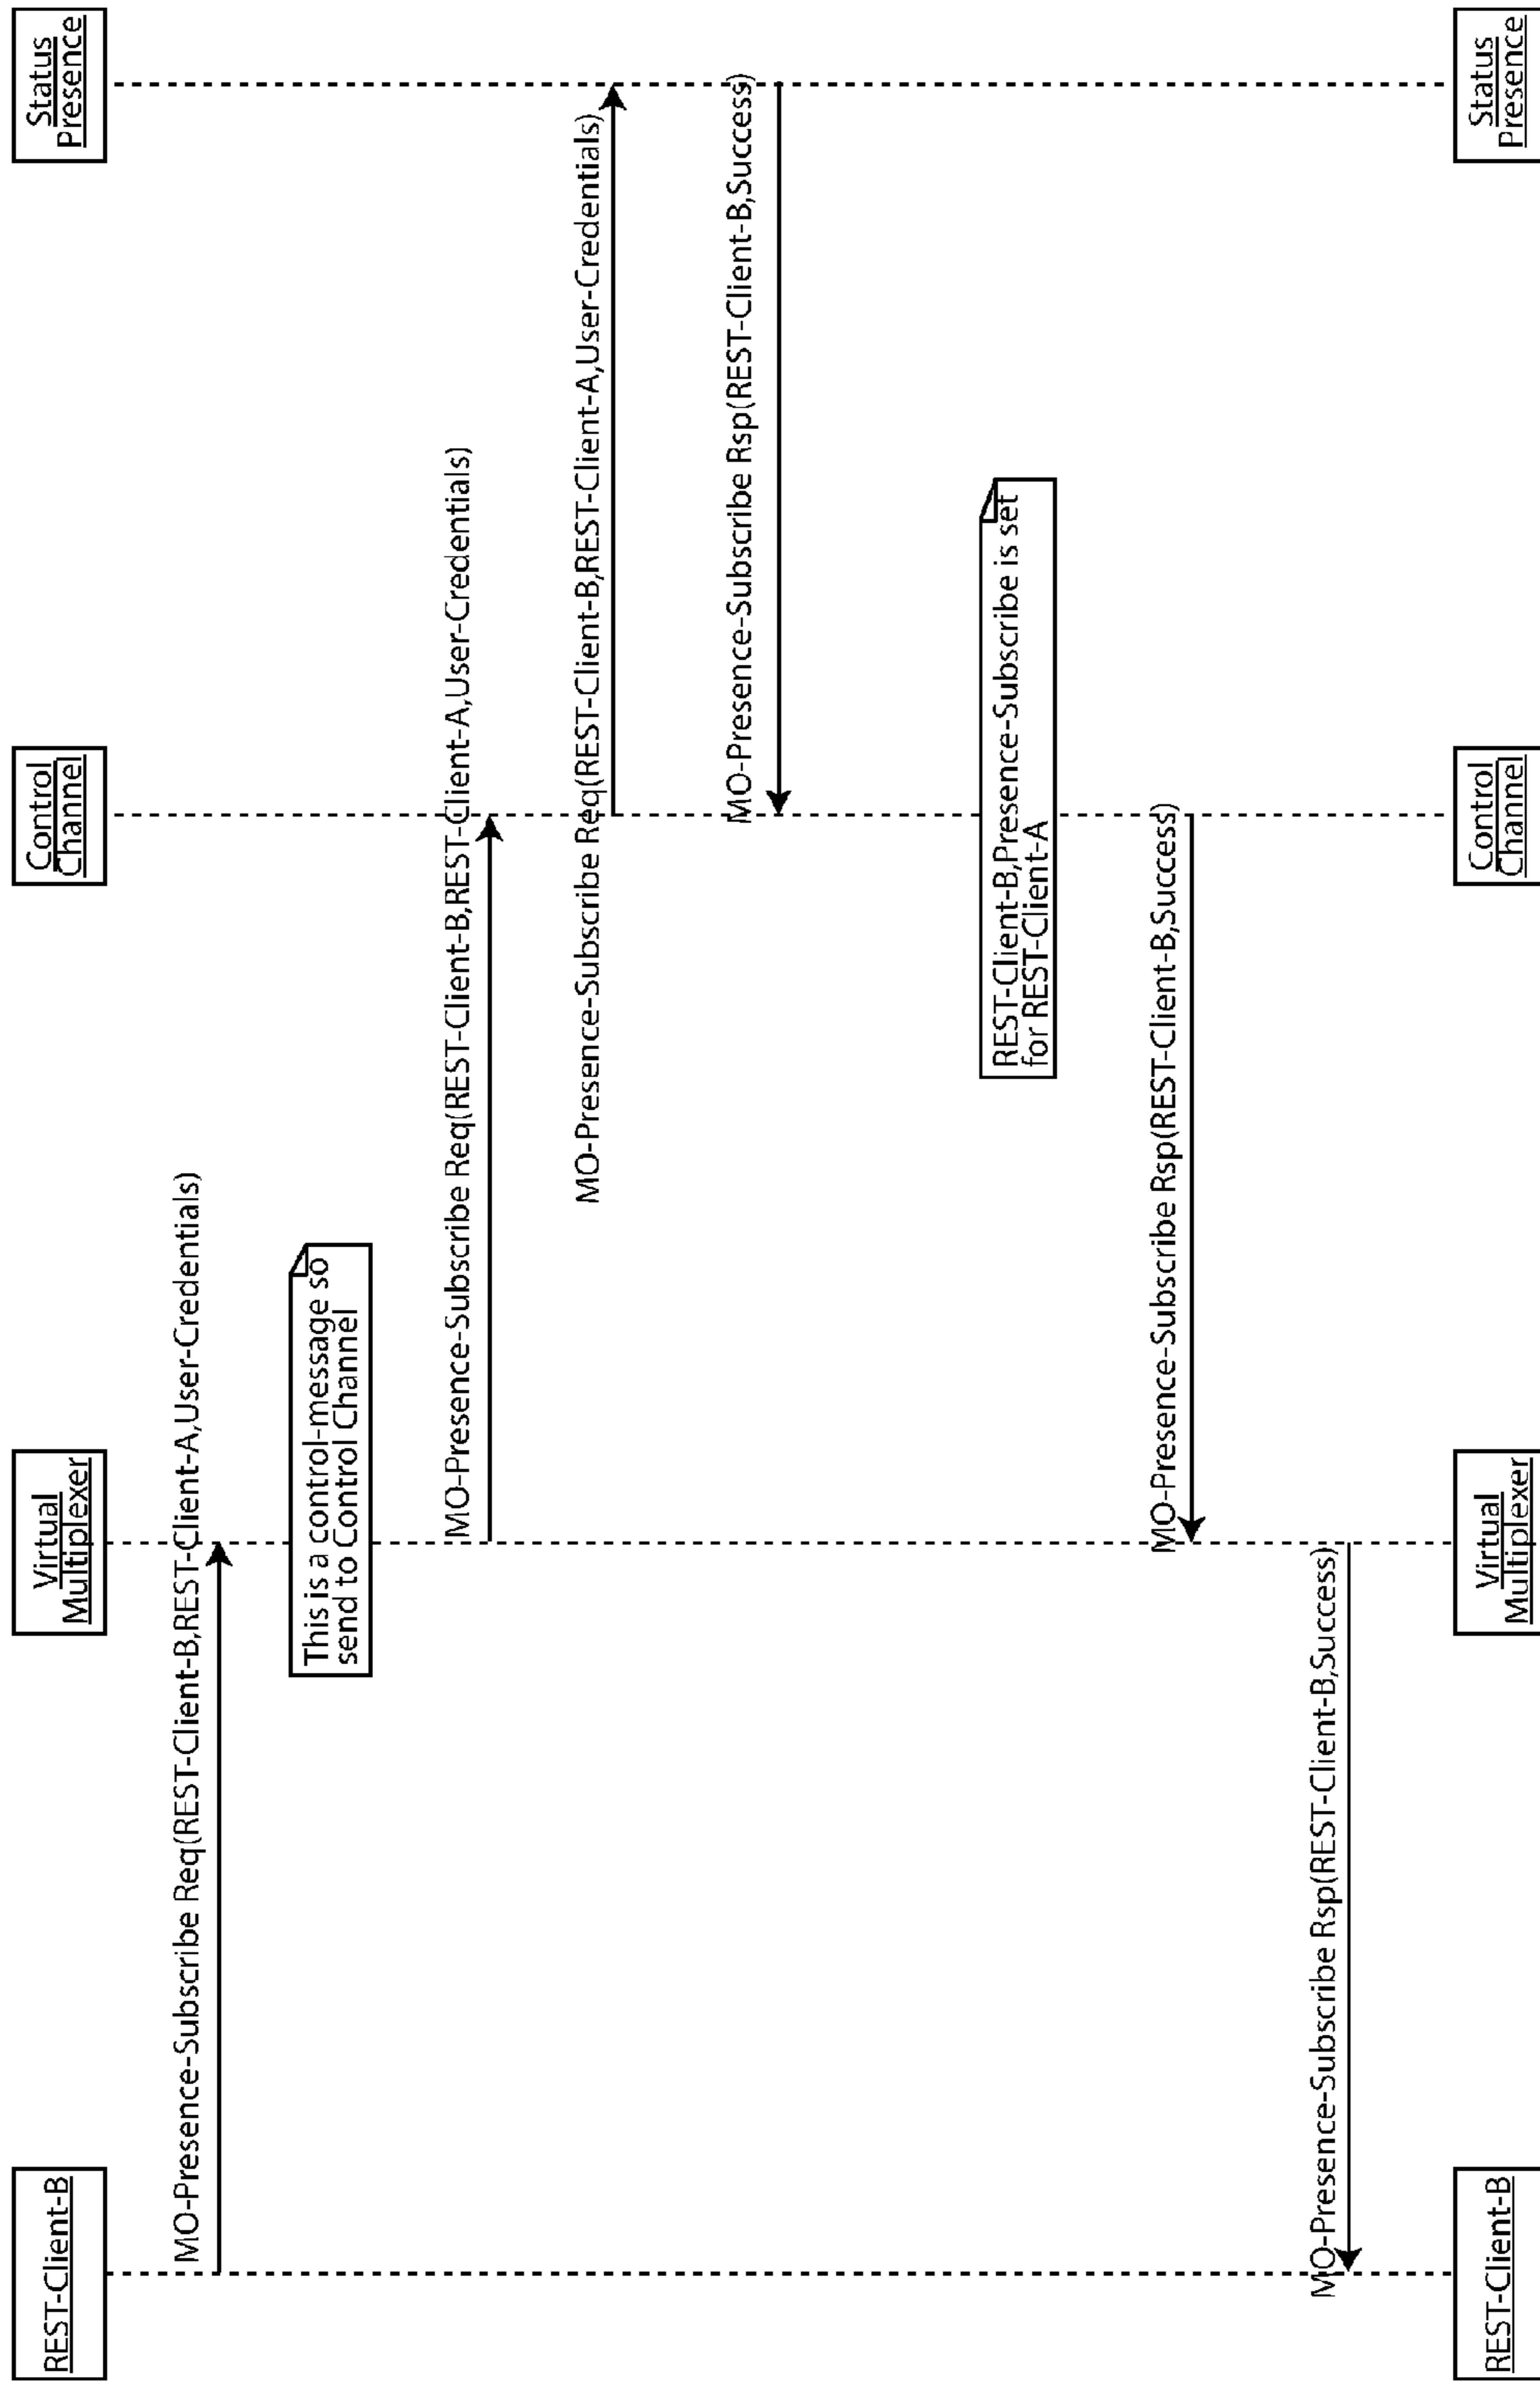 REST-Client-B
Virtual
Multiplexer
Control
Channel
Status
Presence
MO-Presence-Subscribe Req(REST-Client-B,REST-Client-A,User-Credentials)
This is a control-message so
send to Control Channel
MO-Presence-Subscribe Req(REST-Client-B,REST-Client-A,User-Credentials)
MO-Presence-Subscribe Req(REST-Client-B,REST-Client-A,User-Credentials)
MO-Presence-Subscribe Rsp(REST-Client-B,Success)
REST-Client-B,Presence-Subscribe is set
for REST-Client-A
MO-Presence-Subscribe Rsp(REST-Client-B,Success)
MO-Presence-Subscribe Rsp(REST-Client-B,Success)
REST-Client-B
Virtual
Multiplexer
Control
Channel
Status
Presence